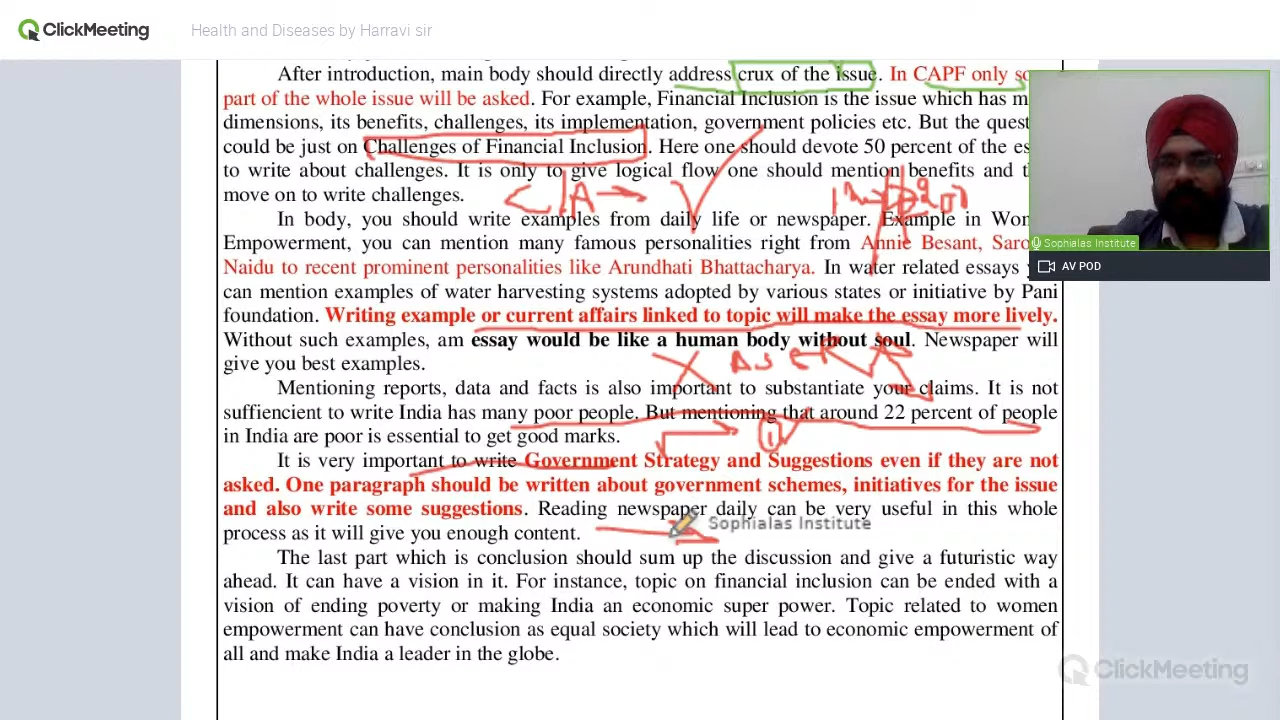 ClickMeeting
Health and Diseases by Harravi sir
After introduction, main body should directly address crux of the issue. In CAPF only so
part of the whole issue will be asked. For example, Financial Inclusion is the issue which has m
dimensions, its benefits, challenges, its implementation, government policies etc. But the quest
could be just on Challenges of Financial Inclusion. Here one should devote 50 percent of the es
to write about challenges. It is only to give logical flow one should mention benefits and t
move on to write challenges.
In body, you should write examples from daily life or newspaper. Example in Wom
Empowerment, you can mention many famous personalities right from Annie Besant, Saro
Naidu to recent prominent personalities like Arundhati Bhattacharya. In water related essays
can mention examples of water harvesting systems adopted by various states or initiative by Pani
foundation. Writing example or current affairs linked to topic will make the essay more lively.
Without such examples, am essay would be like a human body without soul. Newspaper will
give you best examples.
Mentioning reports, data and facts is also important to substantiate your claims. It is not
suffiencient to write India has many poor people. But mentioning that around 22 percent of people
in India are poor is essential to get good marks.
It is very important to write Government Strategy and Suggestions even if they are not
asked. One paragraph should be written about government schemes, initiatives for the issue
and also write some suggestions. Reading newspaper daily can be very useful in this whole
process as it will give you enough content.
The last part which is conclusion should sum up the discussion and give a futuristic way
ahead. It can have a vision in it. For instance, topic on financial inclusion can be ended with a
vision of ending poverty or making India an economic super power. Topic related to women
empowerment can have conclusion as equal society which will lead to economic empowerment of
all and make India a leader in the globe.
Sophialas Institute
AV POD
ASER
1
Sophialas Institute
ClickMeeting